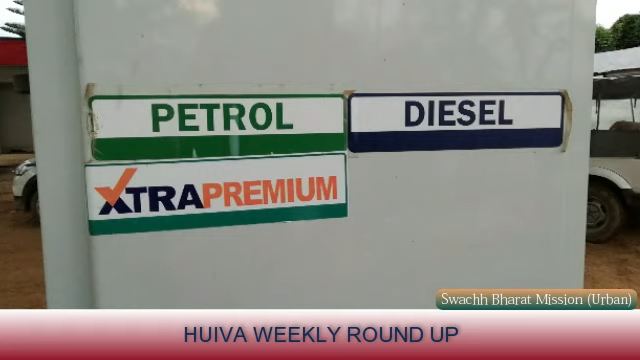 PETROL
DIESEL
XTRAPREMIUM
Swachh Bharat Mission (Urban)
HUIVA WEEKLY ROUND UP